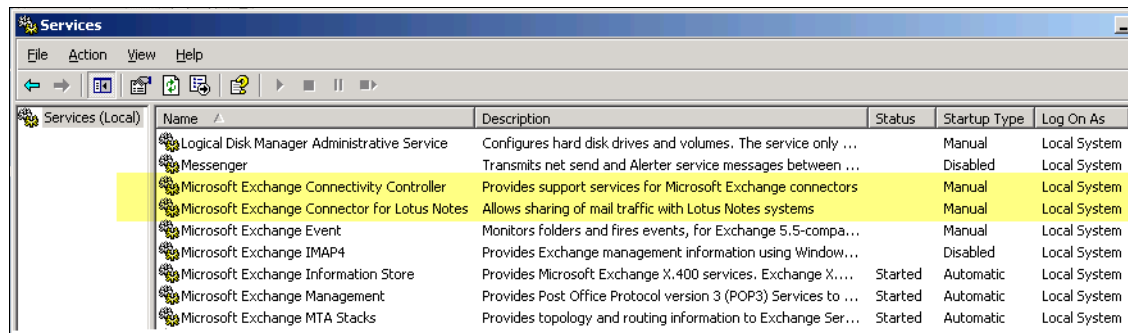 Services
File Action View Help
Services (Local) Name Description Status Startup Type Log On As
Logical Disk Manager Administrative Service Configures hard disk drives and volumes. The service only ... Manual Local System
Messenger Transmits net send and Alerter service messages between ... Disabled Local System
Microsoft Exchange Connectivity Controller Provides support services for Microsoft Exchange connectors Manual Local System
Microsoft Exchange Connector for Lotus Notes Allows sharing of mail traffic with Lotus Notes systems Manual Local System
Microsoft Exchange Event Monitors folders and fires events, for Exchange 5.5-compa... Manual Local System
Microsoft Exchange IMAP4 Provides Exchange management information using Window... Disabled Local System
Microsoft Exchange Information Store Provides Microsoft Exchange X.400 services. Exchange X.... Started Automatic Local System
Microsoft Exchange Management Provides Post Office Protocol version 3 (POP3) Services to ... Started Automatic Local System
Microsoft Exchange MTA Stacks Provides topology and routing information to Exchange Ser... Started Automatic Local System